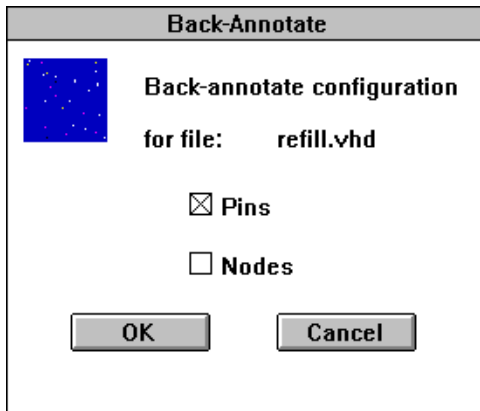 Back-Annotate
Back-annotate configuration
for file: refill.vhd
Pins
Nodes
OK Cancel